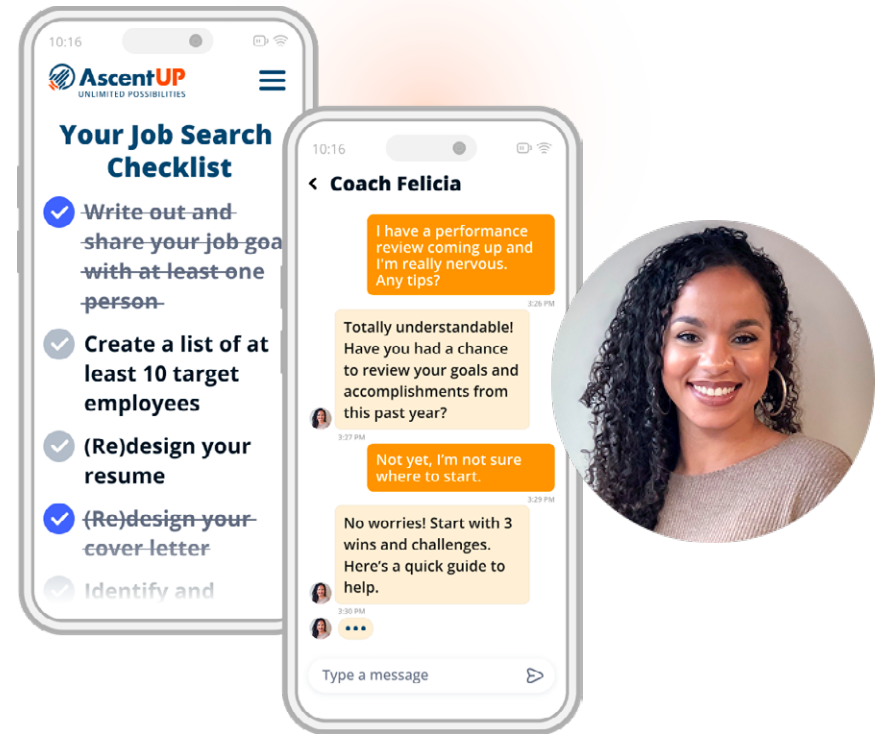 10:16
AscentUP
UNLIMITED POSSIBILITIES
Your Job Search
Checklist
Write out and
share your job goa
with at least one
person
Create a list of at
least 10 target
employees
(Re)design your
resume
(Re)design your
cover letter
Identify and
10:16
Coach Felicia
I have a performance
review coming up and
I'm really nervous.
Any tips?
3:26 PM
Totally understandable!
Have you had a chance
to review your goals and
accomplishments from
this past year?
3:27 PM
Not yet, I'm not sure
where to start.
3:29 PM
No worries! Start with 3
wins and challenges.
Here's a quick guide to
help.
3:30 PM
Type a message